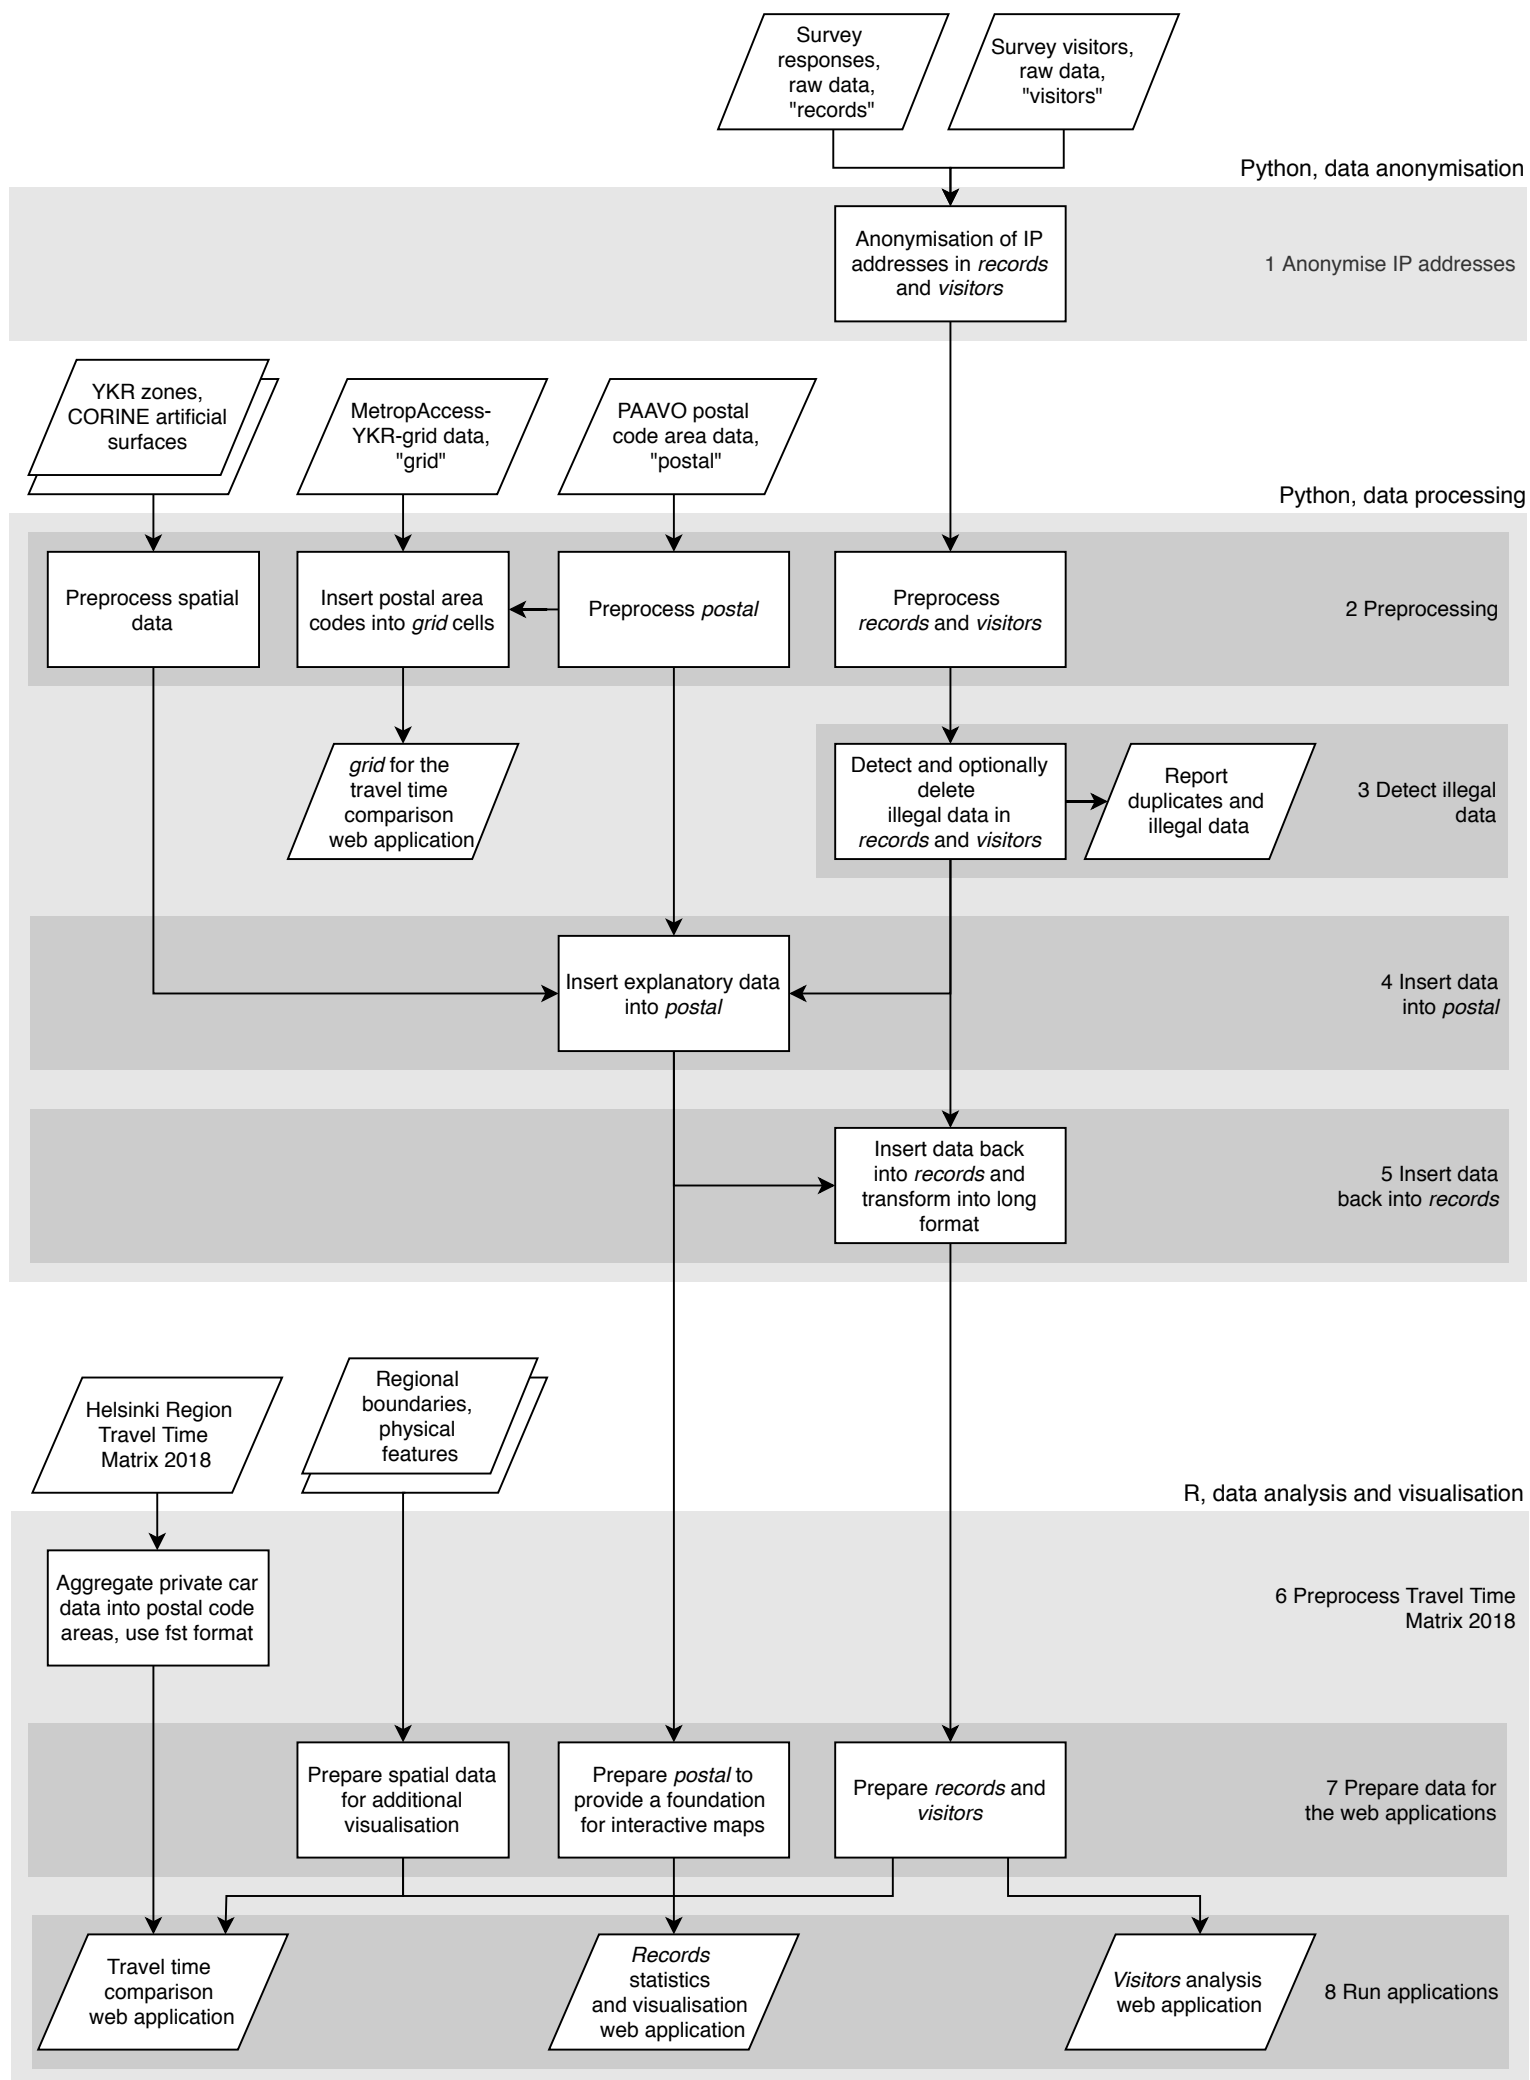 Survey
responses,
raw data,
"records"
Survey visitors,
raw data,
"visitors"
Python, data anonymisation
Anonymisation of IP
addresses in records
and visitors
1 Anonymise IP addresses
YKR zones,
CORINE artificial
surfaces
MetropAccess-
YKR-grid data,
"grid"
PAAVO postal
code area data,
"postal"
Python, data processing
Preprocess spatial
data
Insert postal area
codes into grid cells
Preprocess postal
Preprocess
records and visitors
2 Preprocessing
grid for the
travel time
comparison
web application
Detect and optionally
delete
illegal data in
records and visitors
Report
duplicates and
illegal data
3 Detect illegal
data
Insert explanatory data
into postal
4 Insert data
into postal
Insert data back
into records and
transform into long
format
5 Insert data
back into records
Helsinki Region
Travel Time
Matrix 2018
Regional
boundaries,
physical
features
R, data analysis and visualisation
Aggregate private car
data into postal code
areas, use fst format
6 Preprocess Travel Time
Matrix 2018
Prepare spatial data
for additional
visualisation
Prepare postal to
provide a foundation
for interactive maps
Prepare records and
visitors
7 Prepare data for
the web applications
Travel time
comparison
web application
Records
statistics
and visualisation
web application
Visitors analysis
web application
8 Run applications